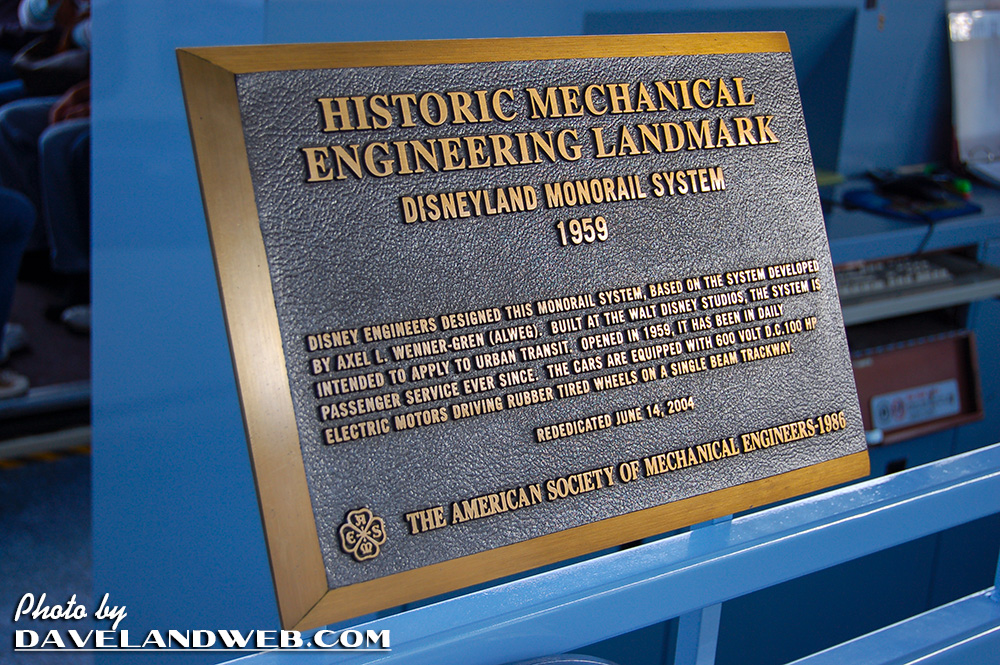 HISTORIC MECHANICAL
ENGINEERING LANDMARK
DISNEYLAND MONORAIL SYSTEM
1959
DISNEY ENGINEERS DESIGNED THIS MONORAIL SYSTEM, BASED ON THE SYSTEM DEVELOPED
BY AXEL L. WENNER-GREN (ALWEG). BUILT AT THE WALT DISNEY STUDIOS, THE SYSTEM IS
INTENDED TO APPLY TO URBAN TRANSIT. OPENED IN 1959, IT HAS BEEN IN DAILY
PASSENGER SERVICE EVER SINCE. THE CARS ARE EQUIPPED WITH 600 VOLT D.C.100 HP
ELECTRIC MOTORS DRIVING RUBBER TIRED WHEELS ON A SINGLE BEAM TRACKWAY.
REDEDICATED JUNE 14, 2004
THE AMERICAN SOCIETY OF MECHANICAL ENGINEERS-1986
A
S
M
E
Photo by
DAVELANDWEB.COM